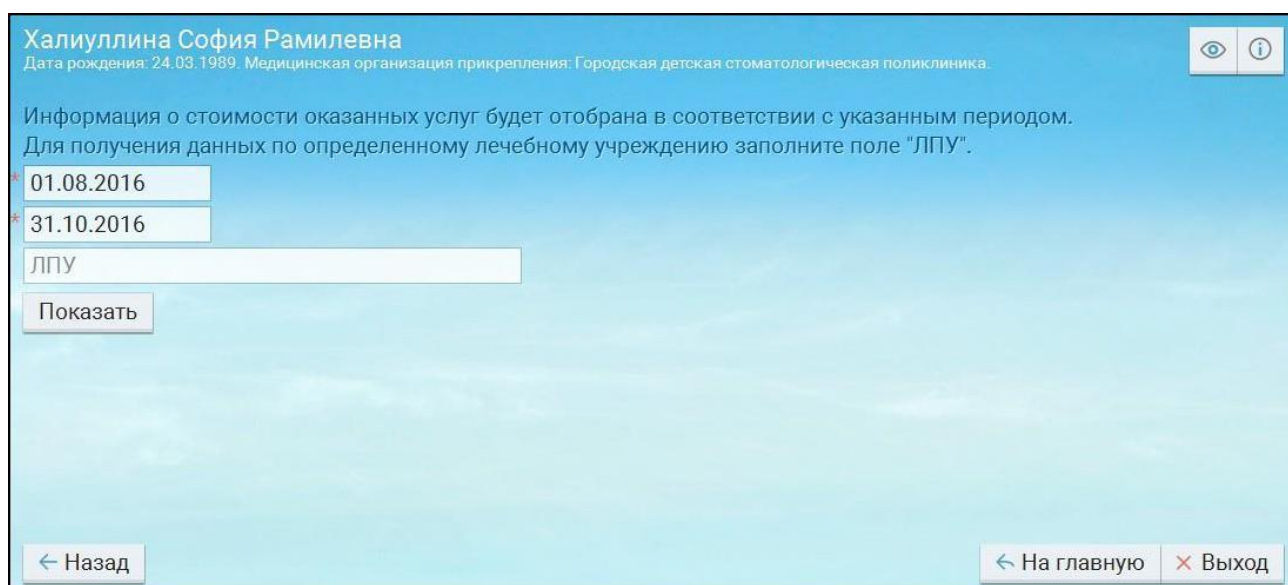 Халиуллина София Рамилевна
Дата рождения: 24.03.1989. Медицинская организация прикрепления: Городская детская стоматологическая поликлиника.
Информация о стоимости оказанных услуг будет отобрана в соответствии с указанным периодом.
Для получения данных по определенному лечебному учреждению заполните поле "ЛПУ".
* 01.08.2016
* 31.10.2016
ЛПУ
Показать
Назад
На главную
Выход